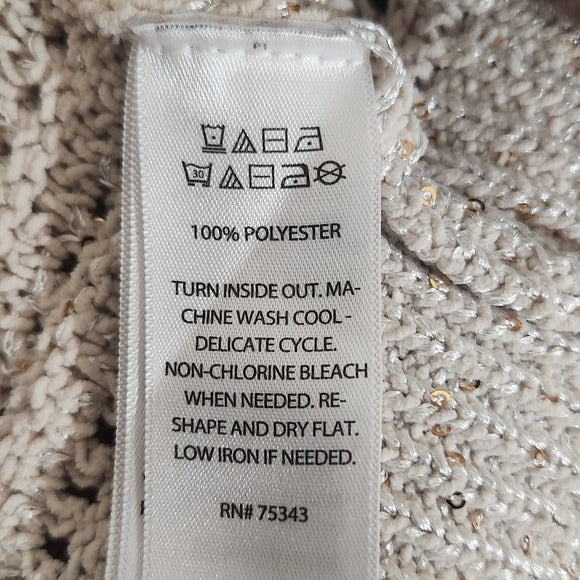 30
100% POLYESTER
TURN INSIDE OUT. MA-
CHINE WASH COOL -
DELICATE CYCLE.
NON-CHLORINE BLEACH
WHEN NEEDED. RE-
SHAPE AND DRY FLAT.
LOW IRON IF NEEDED.
RN# 75343